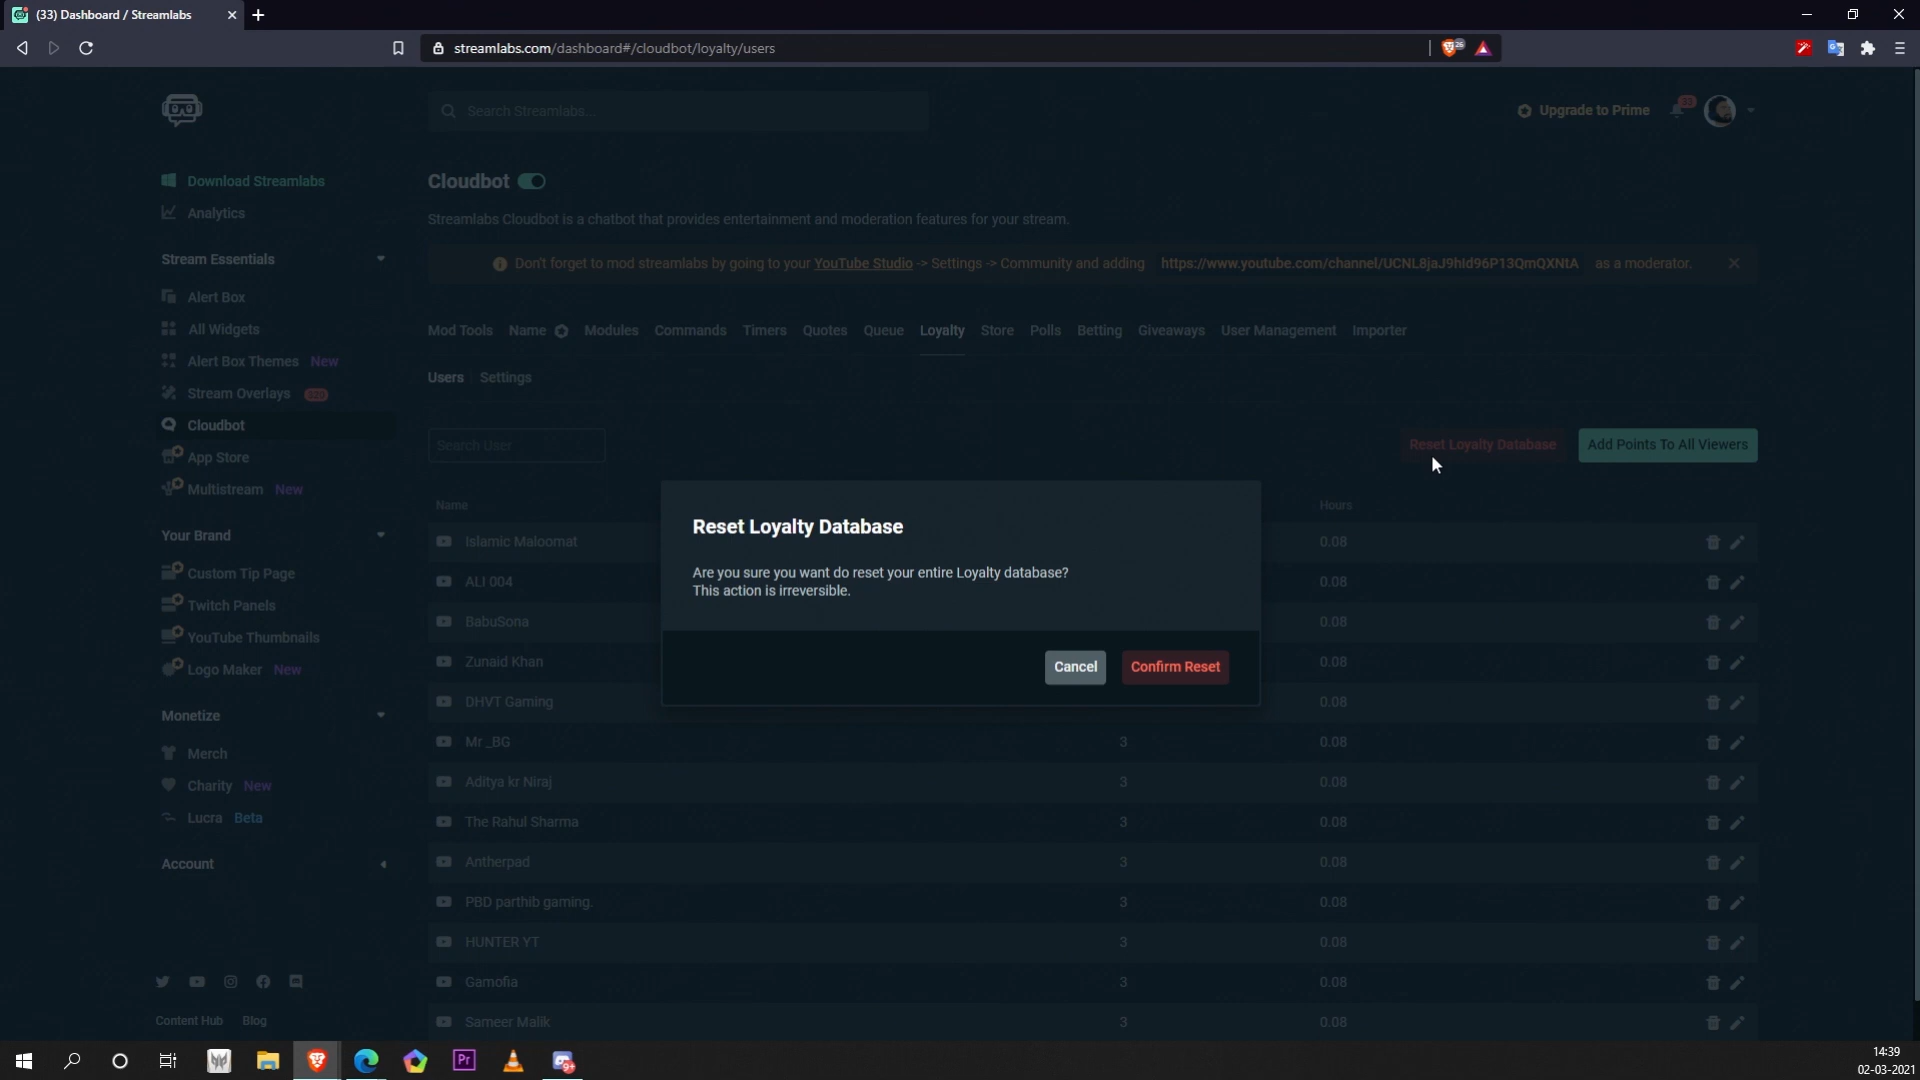 (33) Dashboard / Streamlabs
streamlabs.com/dashboard#/cloudbot/loyalty/users
26
Search Streamlabs...
Upgrade to Prime
33
Download Streamlabs
Analytics
Stream Essentials
Alert Box
All Widgets
Alert Box Themes New
Stream Overlays
Cloudbot
App Store
Multistream New
Your Brand
Custom Tip Page
Twitch Panels
YouTube Thumbnails
Logo Maker New
Monetize
Merch
Charity New
Lucra Beta
Account
Content Hub Blog
Cloudbot
Streamlabs Cloudbot is a chatbot that provides entertainment and moderation features for your stream.
Don't forget to mod streamlabs by going to your YouTube Studio -> Settings -> Community and adding https://www.youtube.com/channel/UCNL8jaJ9hId96P13QmQXNtA as a moderator.
Mod Tools Name Modules Commands Timers Quotes Queue Loyalty Store Polls Betting Giveaways User Management Importer
Users Settings
Search User
Reset Loyalty Database
Add Points To All Viewers
Name Hours
Islamic Maloomat 0.08
ALI 004 0.08
BabuSona 0.08
Zunaid Khan 0.08
DHVT Gaming 0.08
Mr _BG 3 0.08
Aditya kr Niraj 3 0.08
The Rahul Sharma 3 0.08
Antherpad 3 0.08
PBD parthib gaming. 3 0.08
HUNTER YT 3 0.08
Gamofia 3 0.08
Sameer Malik 3 0.08
Reset Loyalty Database
Are you sure you want do reset your entire Loyalty database?
This action is irreversible.
Cancel
Confirm Reset
Pr
9+
14:39
02-03-2021